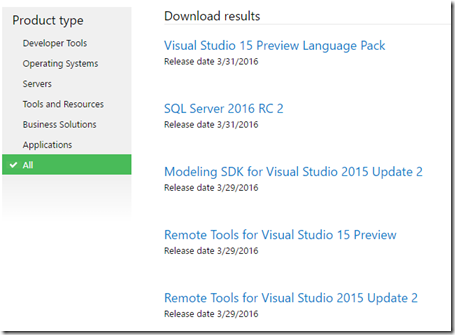 Product type
Developer Tools
Operating Systems
Servers
Tools and Resources
Business Solutions
Applications
All
Download results
Visual Studio 15 Preview Language Pack
Release date 3/31/2016
SQL Server 2016 RC 2
Release date 3/31/2016
Modeling SDK for Visual Studio 2015 Update 2
Release date 3/29/2016
Remote Tools for Visual Studio 15 Preview
Release date 3/29/2016
Remote Tools for Visual Studio 2015 Update 2
Release date 3/29/2016